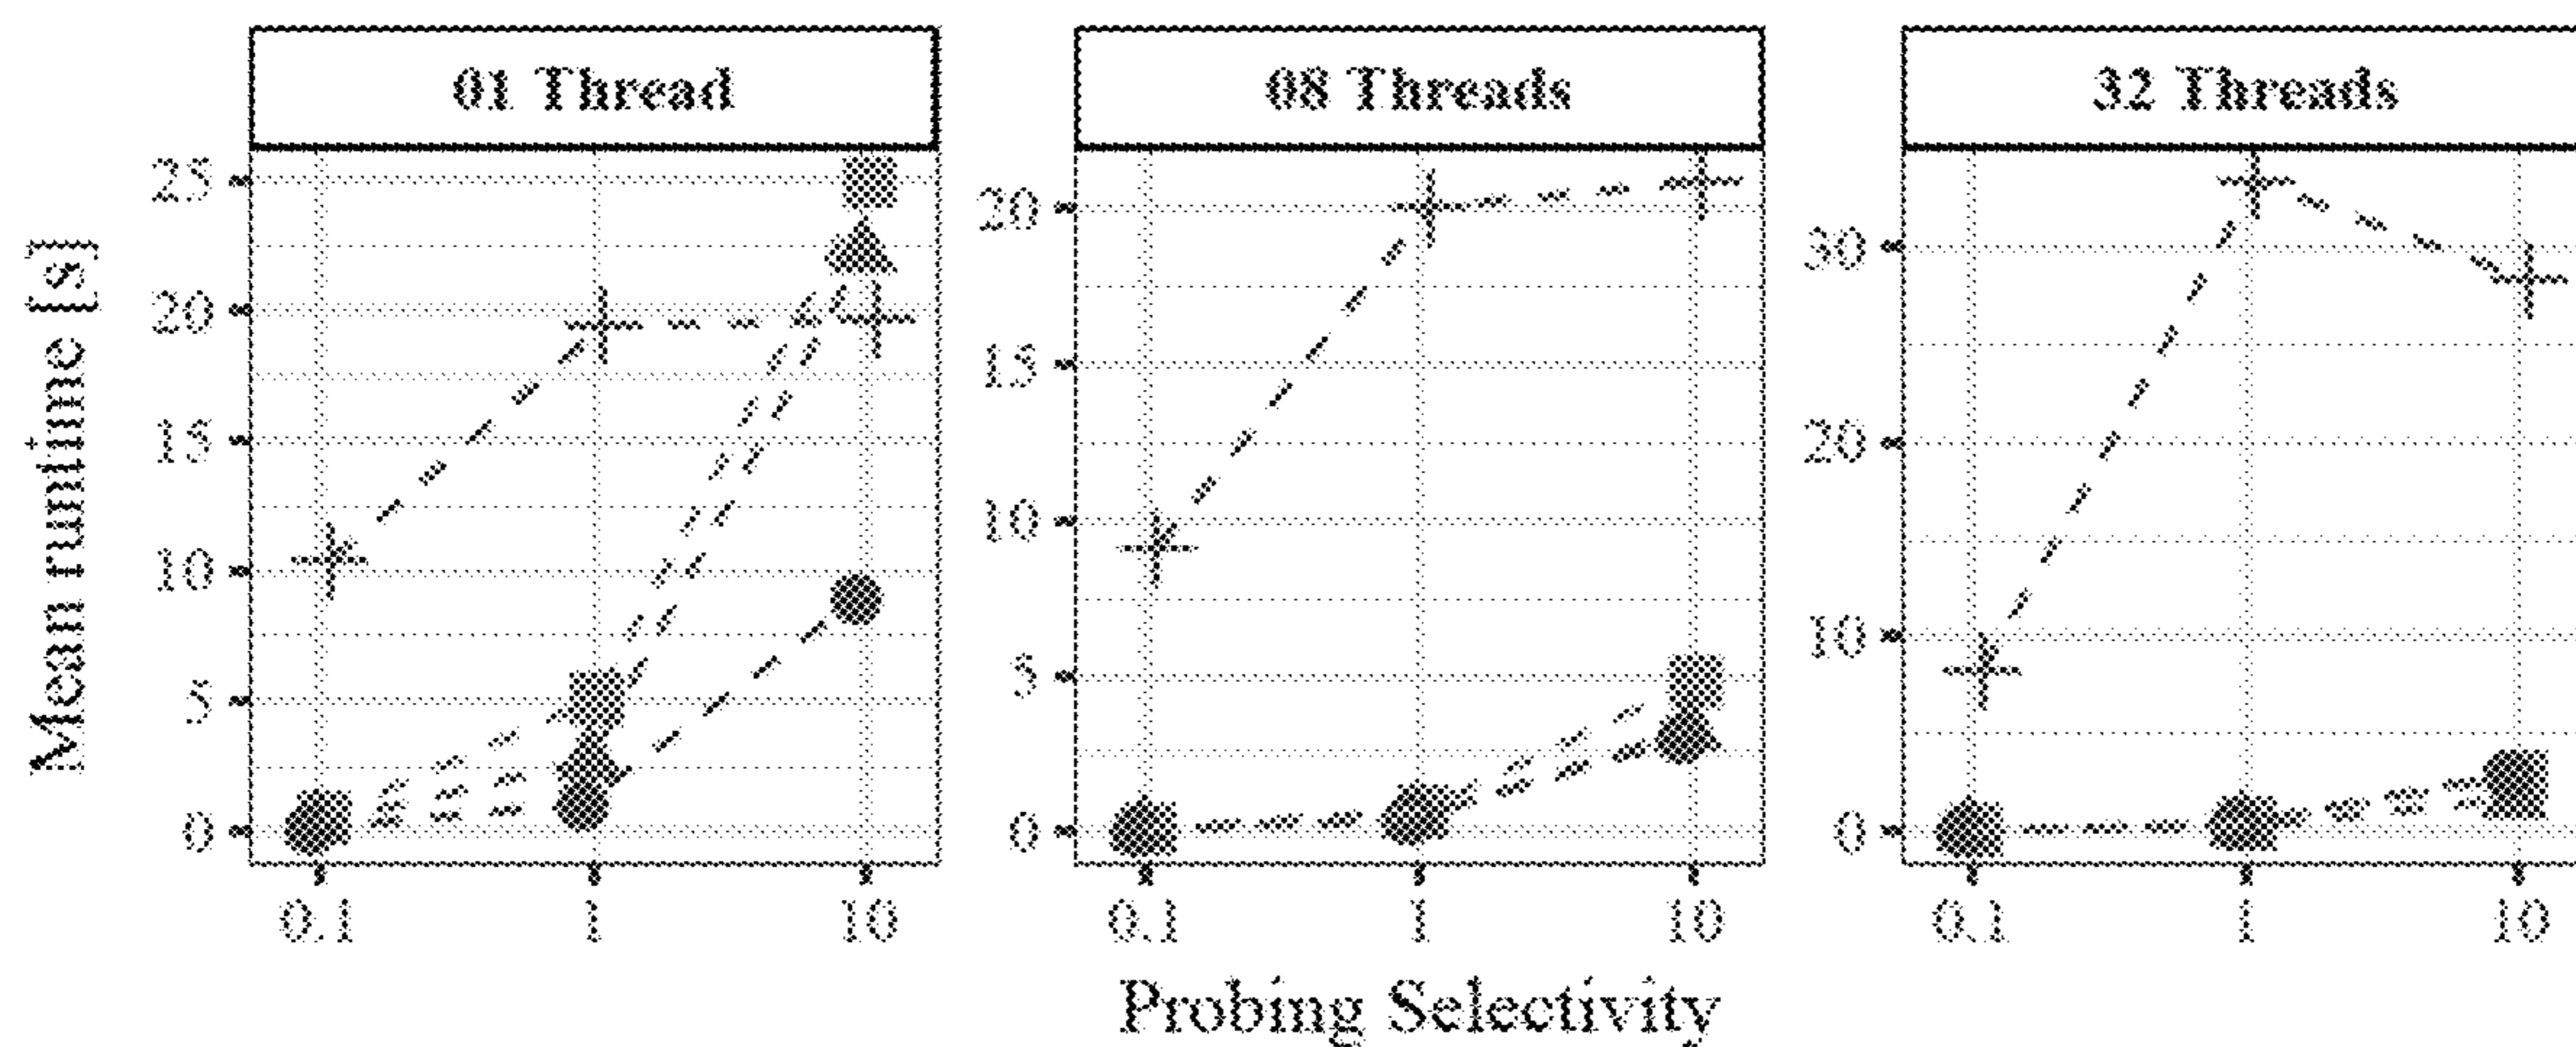 01 Thread
08 Threads
32 Threads
Mean runtime [s]
25
20
15
10
5
0
20
15
10
5
0
30
20
10
0
0.1 1 10
0.1 1 10
0.1 1 10
Probing Selectivity